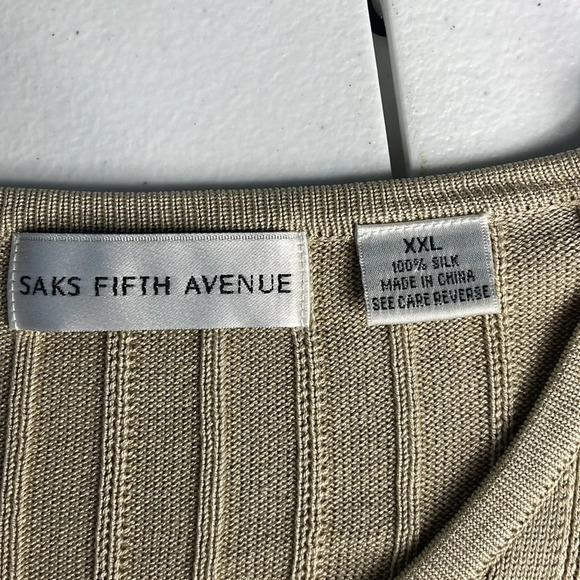 SAKS FIFTH AVENUE
XXL
100% SILK
MADE IN CHINA
SEE CARE REVERSE